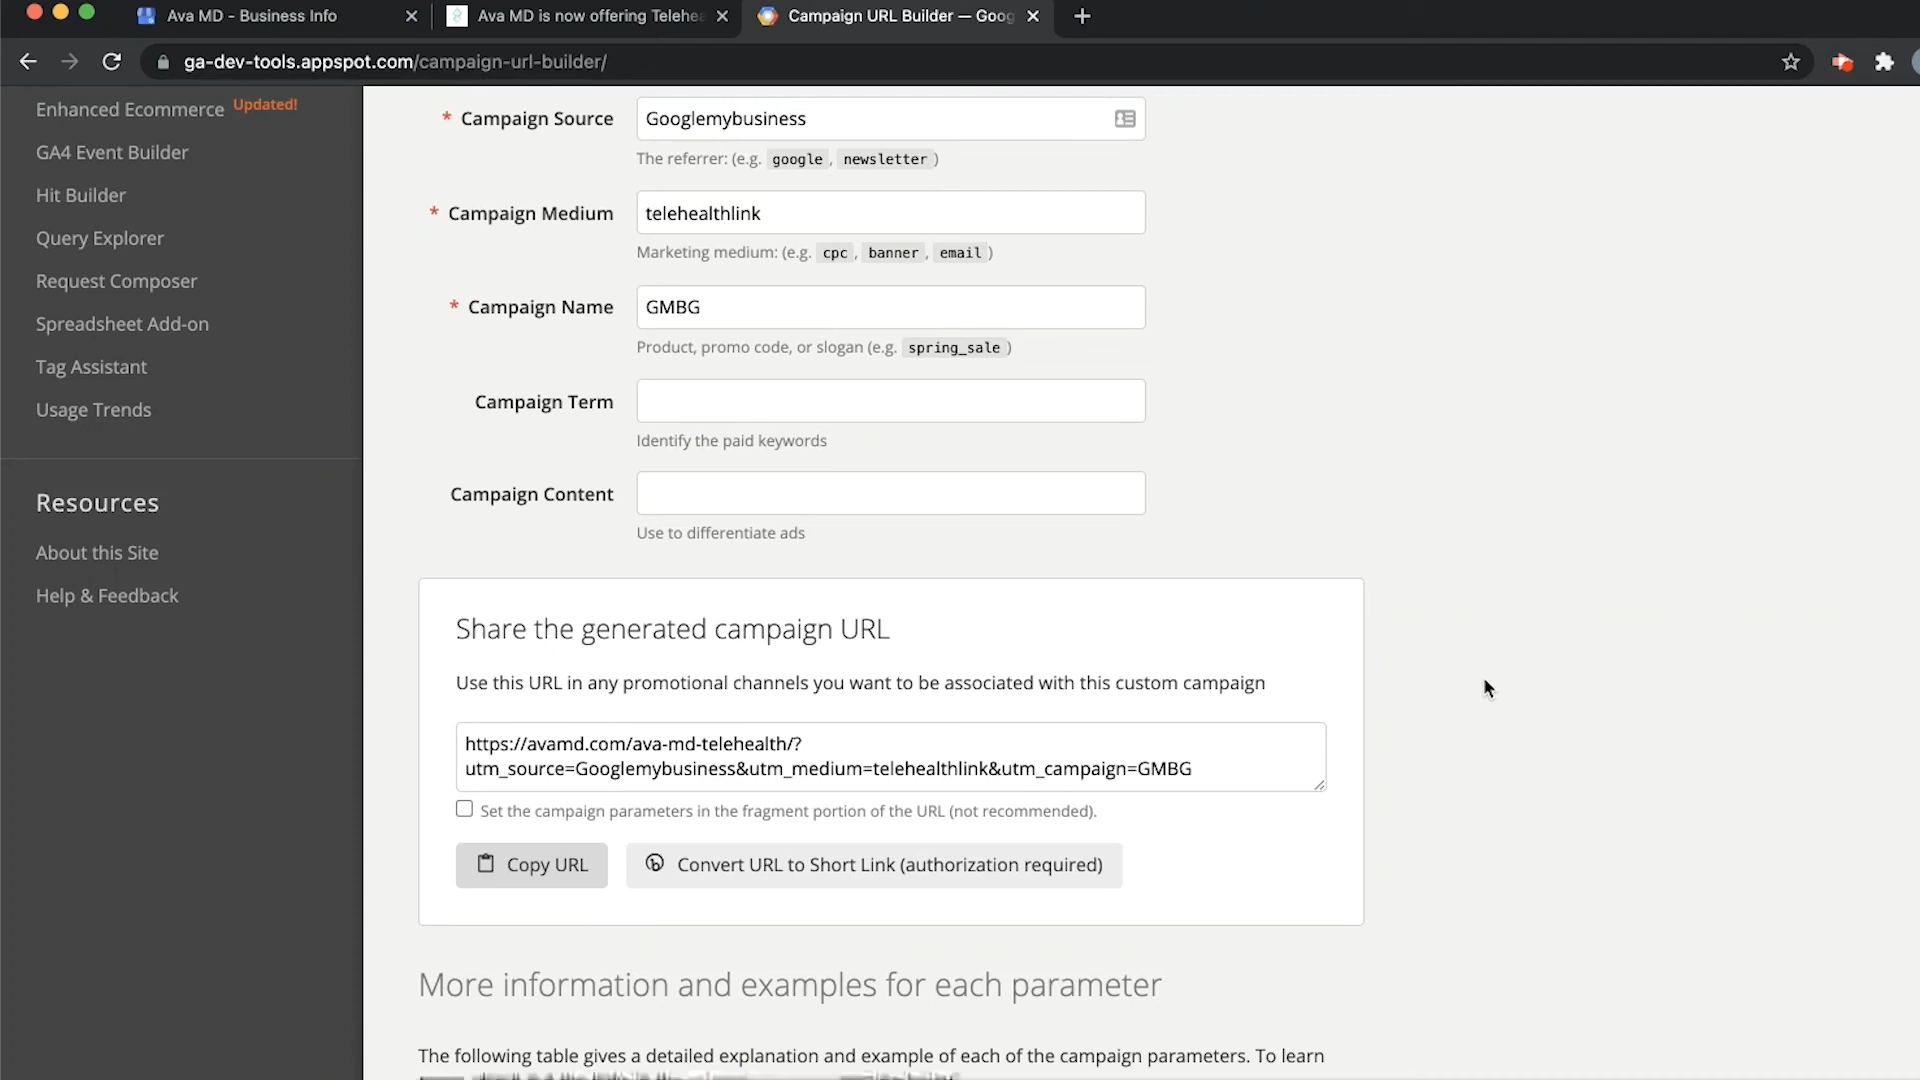 Ava MD - Business Info
Ava MD is now offering Telehea
Campaign URL Builder — Goog
ga-dev-tools.appspot.com/campaign-url-builder/
Enhanced Ecommerce Updated!
GA4 Event Builder
Hit Builder
Query Explorer
Request Composer
Spreadsheet Add-on
Tag Assistant
Usage Trends
Resources
About this Site
Help & Feedback
* Campaign Source Googlemybusiness
The referrer: (e.g. google, newsletter)
* Campaign Medium telehealthlink
Marketing medium: (e.g. cpc, banner, email)
* Campaign Name GMBG
Product, promo code, or slogan (e.g. spring_sale)
Campaign Term
Identify the paid keywords
Campaign Content
Use to differentiate ads
Share the generated campaign URL
Use this URL in any promotional channels you want to be associated with this custom campaign
https://avamd.com/ava-md-telehealth/?
utm_source=Googlemybusiness&utm_medium=telehealthlink&utm_campaign=GMBG
Set the campaign parameters in the fragment portion of the URL (not recommended).
Copy URL
Convert URL to Short Link (authorization required)
More information and examples for each parameter
The following table gives a detailed explanation and example of each of the campaign parameters. To learn